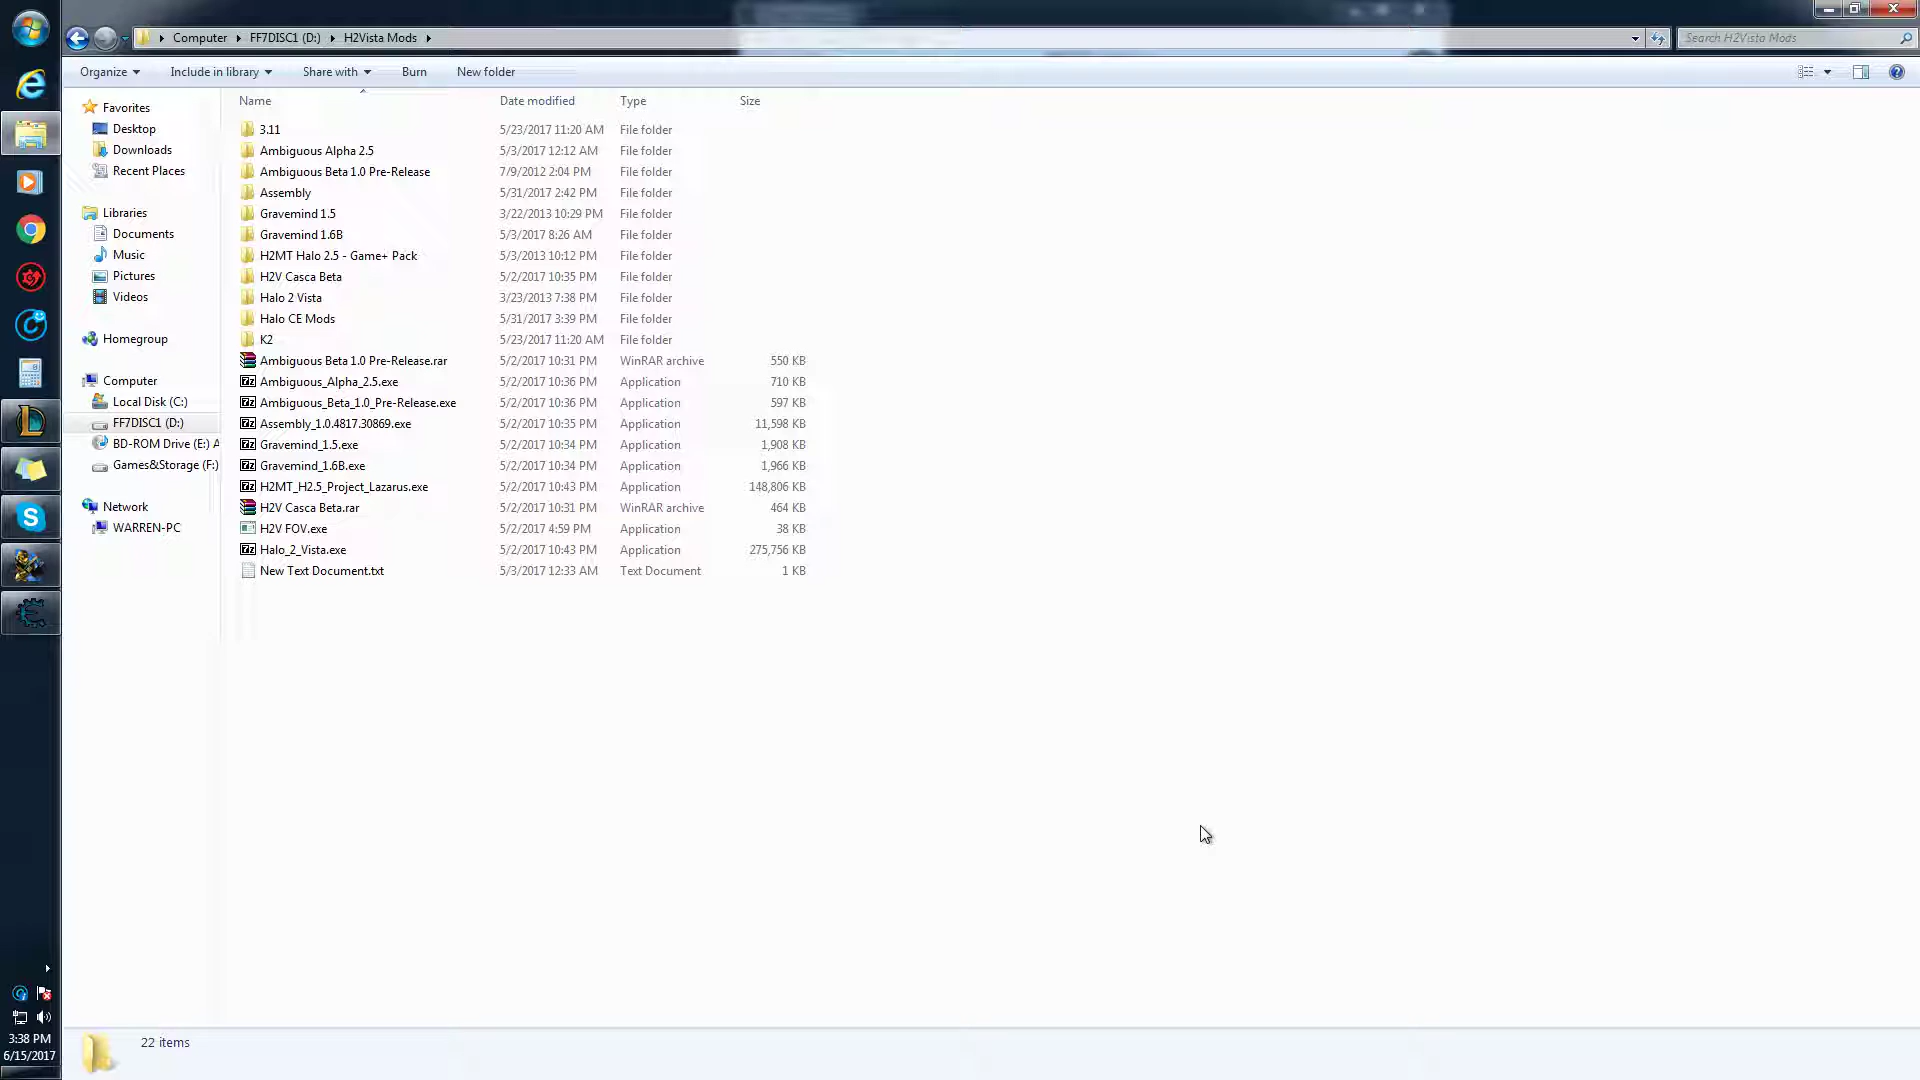 Computer FF7DISC1 (D:) H2Vista Mods
Search H2Vista Mods
Organize Include in library Share with Burn New folder
Name Date modified Type Size
Favorites
Desktop
Downloads
Recent Places
Libraries
Documents
Music
Pictures
Videos
Homegroup
Computer
Local Disk (C:)
FF7DISC1 (D:)
BD-ROM Drive (E:) A
Games&Storage (F:)
Network
WARREN-PC
3.11 5/23/2017 11:20 AM File folder
Ambiguous Alpha 2.5 5/3/2017 12:12 AM File folder
Ambiguous Beta 1.0 Pre-Release 7/9/2012 2:04 PM File folder
Assembly 5/31/2017 2:42 PM File folder
Gravemind 1.5 3/22/2013 10:29 PM File folder
Gravemind 1.6B 5/3/2017 8:26 AM File folder
H2MT Halo 2.5 - Game+ Pack 5/3/2013 10:12 PM File folder
H2V Casca Beta 5/2/2017 10:35 PM File folder
Halo 2 Vista 3/23/2013 7:38 PM File folder
Halo CE Mods 5/31/2017 3:39 PM File folder
K2 5/23/2017 11:20 AM File folder
Ambiguous Beta 1.0 Pre-Release.rar 5/2/2017 10:31 PM WinRAR archive 550 KB
Ambiguous_Alpha_2.5.exe 5/2/2017 10:36 PM Application 710 KB
Ambiguous_Beta_1.0_Pre-Release.exe 5/2/2017 10:36 PM Application 597 KB
Assembly_1.0.4817.30869.exe 5/2/2017 10:35 PM Application 11,598 KB
Gravemind_1.5.exe 5/2/2017 10:34 PM Application 1,908 KB
Gravemind_1.6B.exe 5/2/2017 10:34 PM Application 1,966 KB
H2MT_H2.5_Project_Lazarus.exe 5/2/2017 10:43 PM Application 148,806 KB
H2V Casca Beta.rar 5/2/2017 10:31 PM WinRAR archive 464 KB
H2V FOV.exe 5/2/2017 4:59 PM Application 38 KB
Halo_2_Vista.exe 5/2/2017 10:43 PM Application 275,756 KB
New Text Document.txt 5/3/2017 12:33 AM Text Document 1 KB
22 items
3:38 PM
6/15/2017